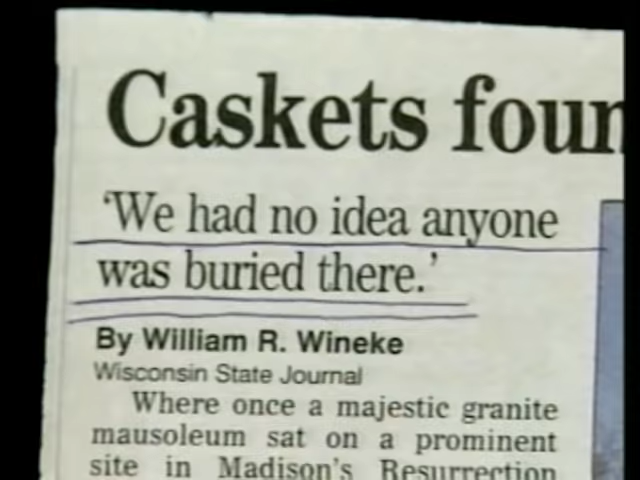 Caskets foun
'We had no idea anyone
was buried there.'
By William R. Wineke
Wisconsin State Journal
Where once a majestic granite
mausoleum sat on a prominent
site in Madison's Resurrection